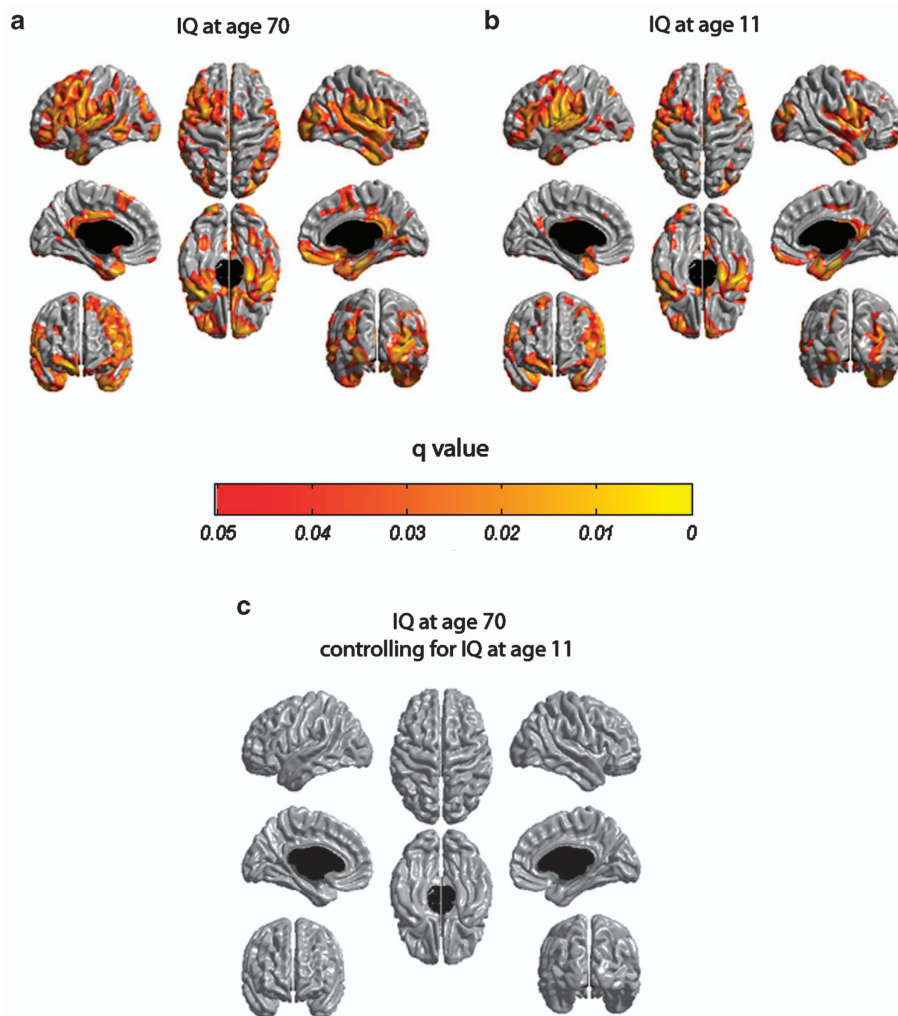 a
IQ at age 70
b
IQ at age 11
q value
0.05 0.04 0.03 0.02 0.01 0
c
IQ at age 70
controlling for IQ at age 11